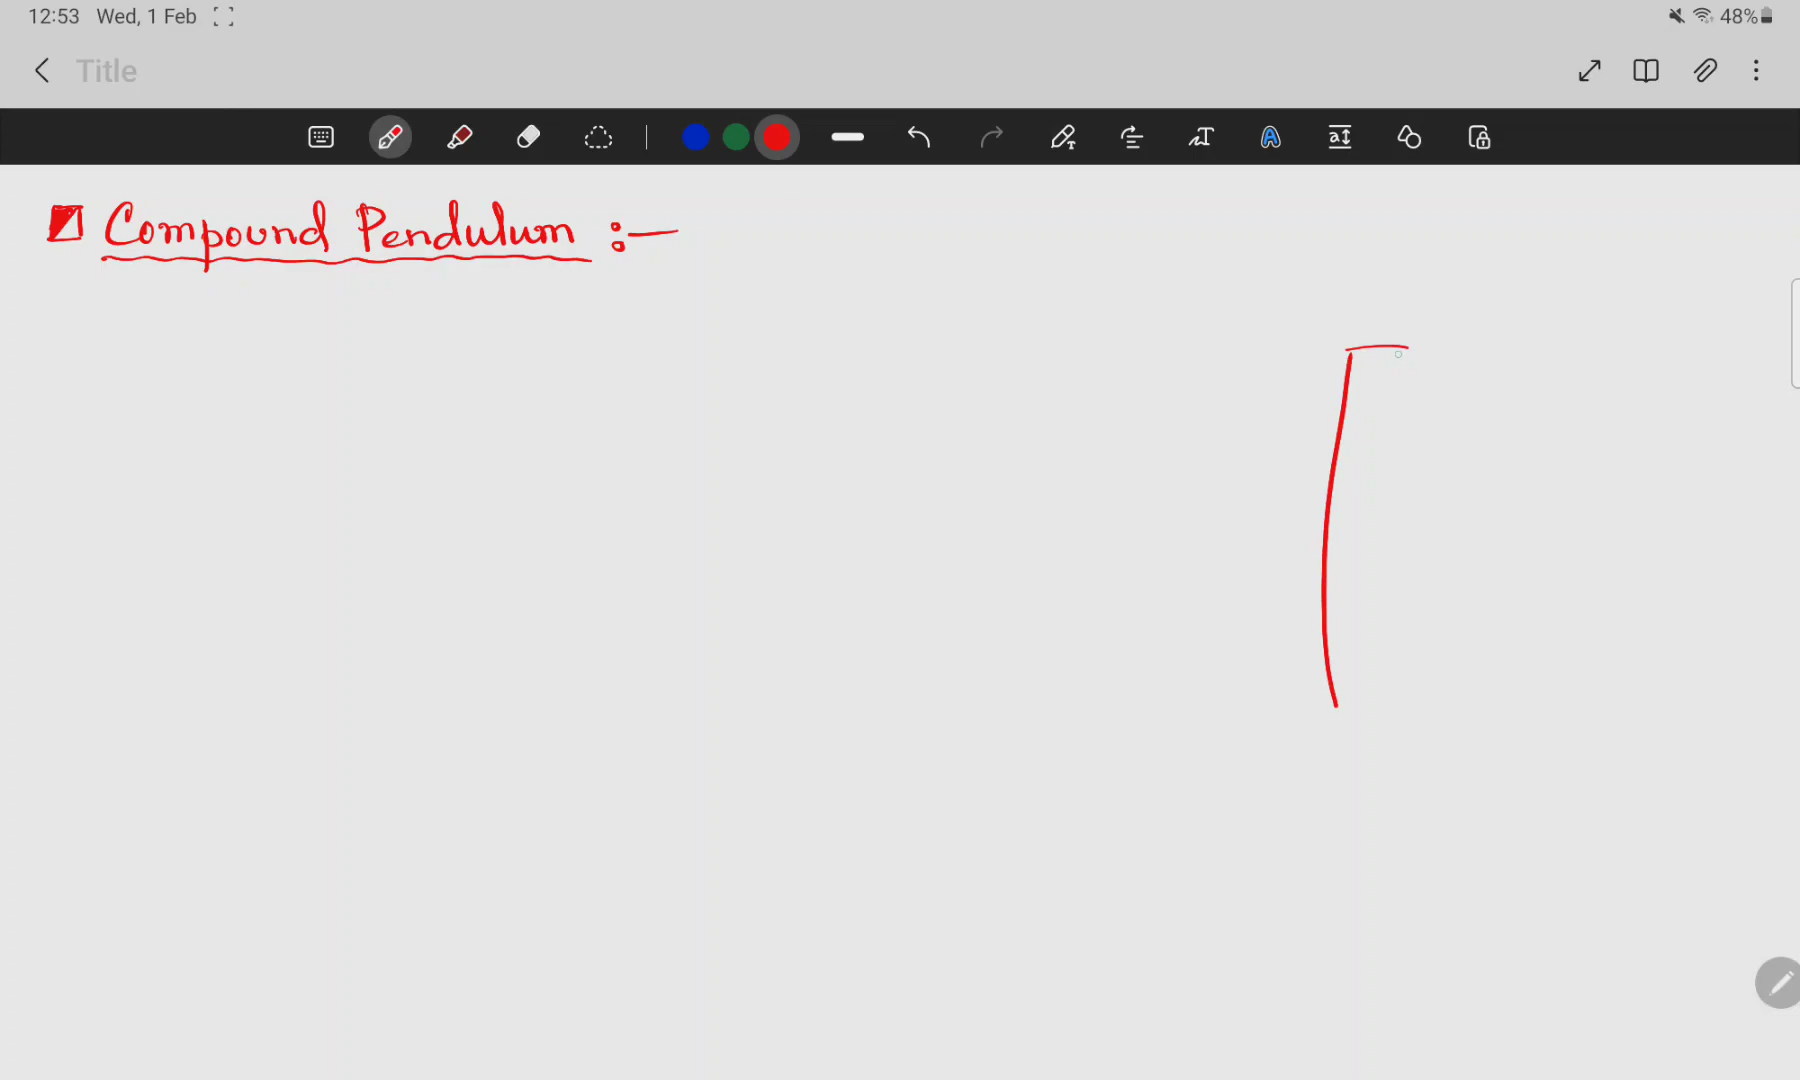 12:53 Wed, 1 Feb 48%
Title
Compound Pendulum :-